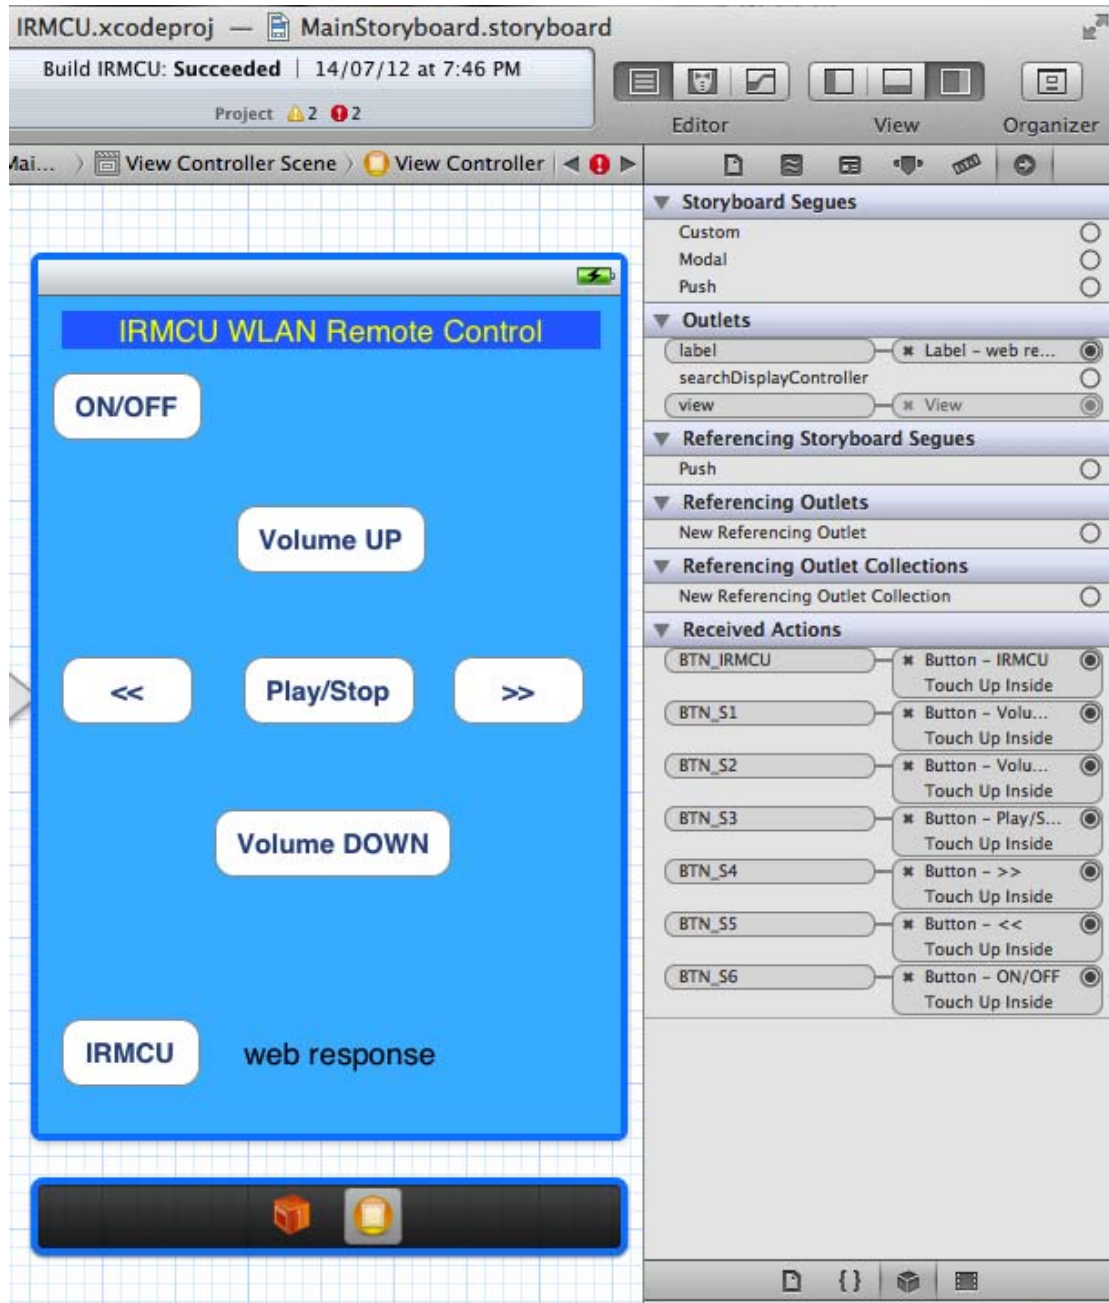 IRMCU.xcodeproj — MainStoryboard.storyboard
Build IRMCU: Succeeded | 14/07/12 at 7:46 PM
Project 2 2
Editor View Organizer
Mai... 〉 View Controller Scene 〉 View Controller
IRMCU WLAN Remote Control
ON/OFF
Volume UP
<< Play/Stop >>
Volume DOWN
IRMCU web response
Storyboard Segues
Custom
Modal
Push
Outlets
label Label – web re...
searchDisplayController
view View
Referencing Storyboard Segues
Push
Referencing Outlets
New Referencing Outlet
Referencing Outlet Collections
New Referencing Outlet Collection
Received Actions
BTN_IRMCU Button – IRMCU
Touch Up Inside
BTN_S1 Button – Volu...
Touch Up Inside
BTN_S2 Button – Volu...
Touch Up Inside
BTN_S3 Button – Play/S...
Touch Up Inside
BTN_S4 Button – >>
Touch Up Inside
BTN_S5 Button – <<
Touch Up Inside
BTN_S6 Button – ON/OFF
Touch Up Inside
{}